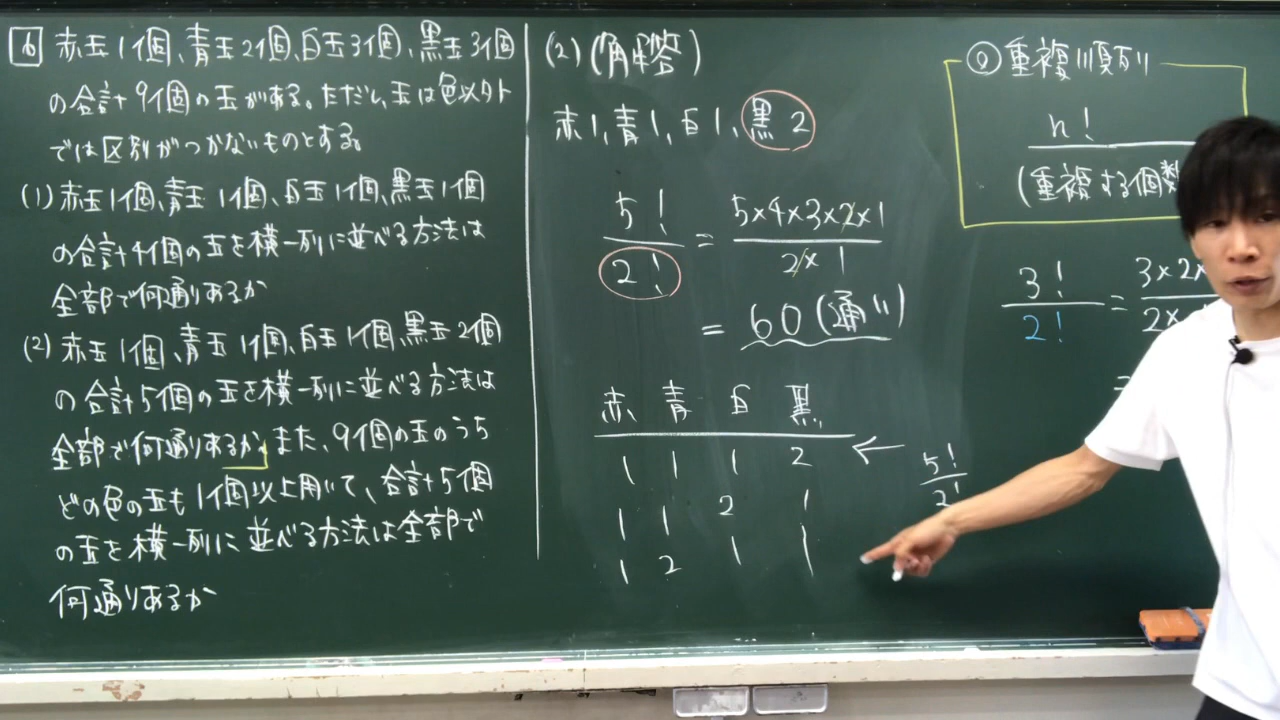 6 赤玉1個、青玉2個、白玉3個、黒玉3個
の合計9個の玉がある。ただし、玉は色以外
では区別がつかないものとする。
(1) 赤玉1個、青玉1個、白玉1個、黒玉1個
の合計4個の玉を横一列に並べる方法は
全部で何通りあるか
(2) 赤玉1個、青玉1個、白玉1個、黒玉2個
の合計5個の玉を横一列に並べる方法は
全部で何通りあるか。また、9個の玉のうち
どの色の玉も1個以上用いて、合計5個
の玉を横一列に並べる方法は全部で
何通りあるか
(2) (解答)
赤1, 青1, 白1, 黒2
5!/2! = 5×4×3×2×1/2×1
= 60(通り)
赤 青 白 黒
1 1 1 2 ← 5!/2!
1 1 2 1
1 2 1 1
◎ 重複順列
n!
(重複する個数
3!/2! = 3×2×/2×
=